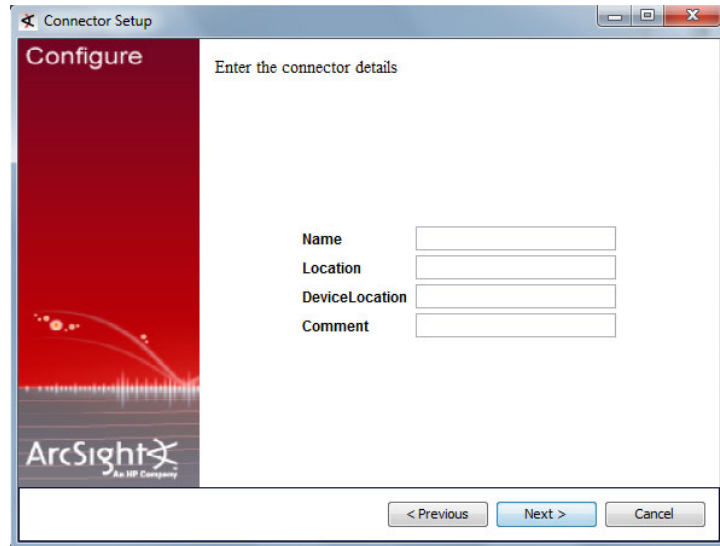 Connector Setup
Configure
Enter the connector details
Name
Location
DeviceLocation
Comment
ArcSight
An HP Company
< Previous
Next >
Cancel